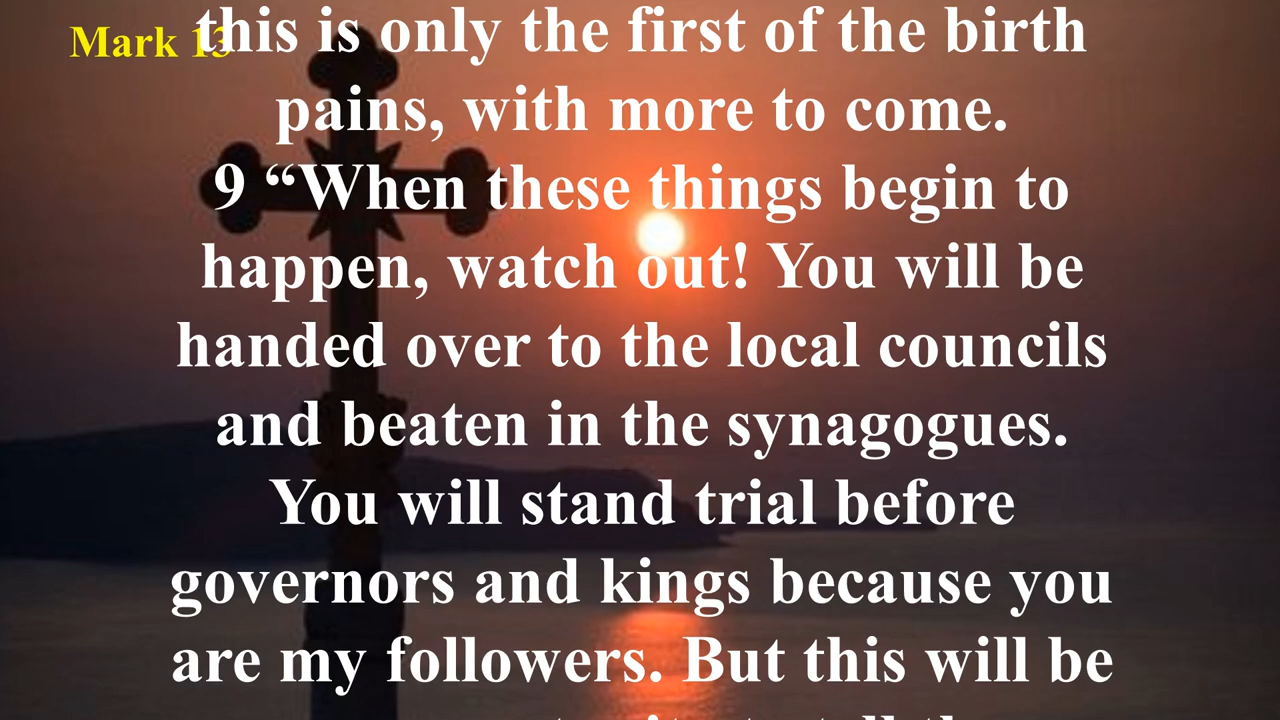 Mark 13
this is only the first of the birth
pains, with more to come.
9 “When these things begin to
happen, watch out! You will be
handed over to the local councils
and beaten in the synagogues.
You will stand trial before
governors and kings because you
are my followers. But this will be